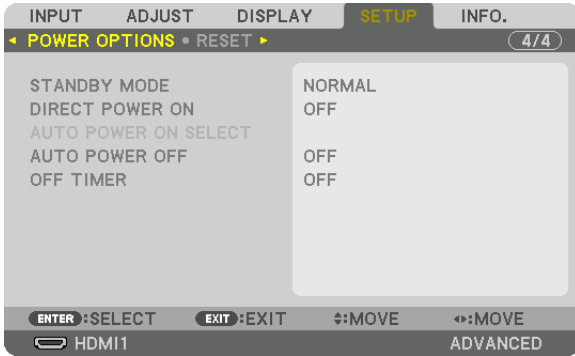 INPUT ADJUST DISPLAY SETUP INFO.
◄ POWER OPTIONS • RESET ► 4/4
STANDBY MODE NORMAL
DIRECT POWER ON OFF
AUTO POWER ON SELECT
AUTO POWER OFF OFF
OFF TIMER OFF
ENTER :SELECT EXIT :EXIT :MOVE :MOVE
HDMI1 ADVANCED